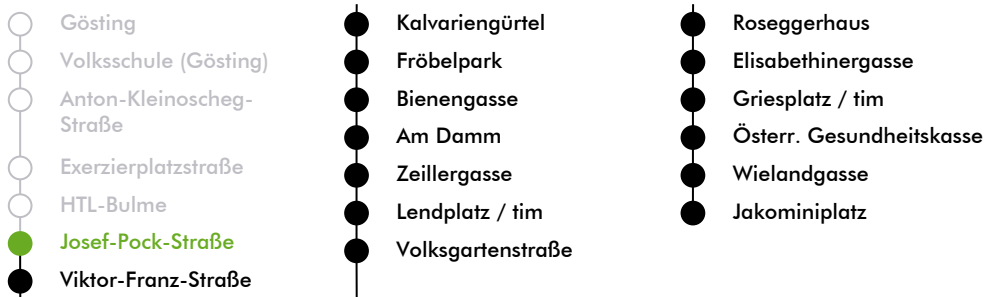 Gösting
Volksschule (Gösting)
Anton-Kleinoscheg-
Straße
Exerzierplatzstraße
HTL-Bulme
Josef-Pock-Straße
Viktor-Franz-Straße
Kalvariengürtel
Fröbelpark
Bienengasse
Am Damm
Zeillergasse
Lendplatz / tim
Volksgartenstraße
Roseggerhaus
Elisabethinergasse
Griesplatz / tim
Österr. Gesundheitskasse
Wielandgasse
Jakominiplatz